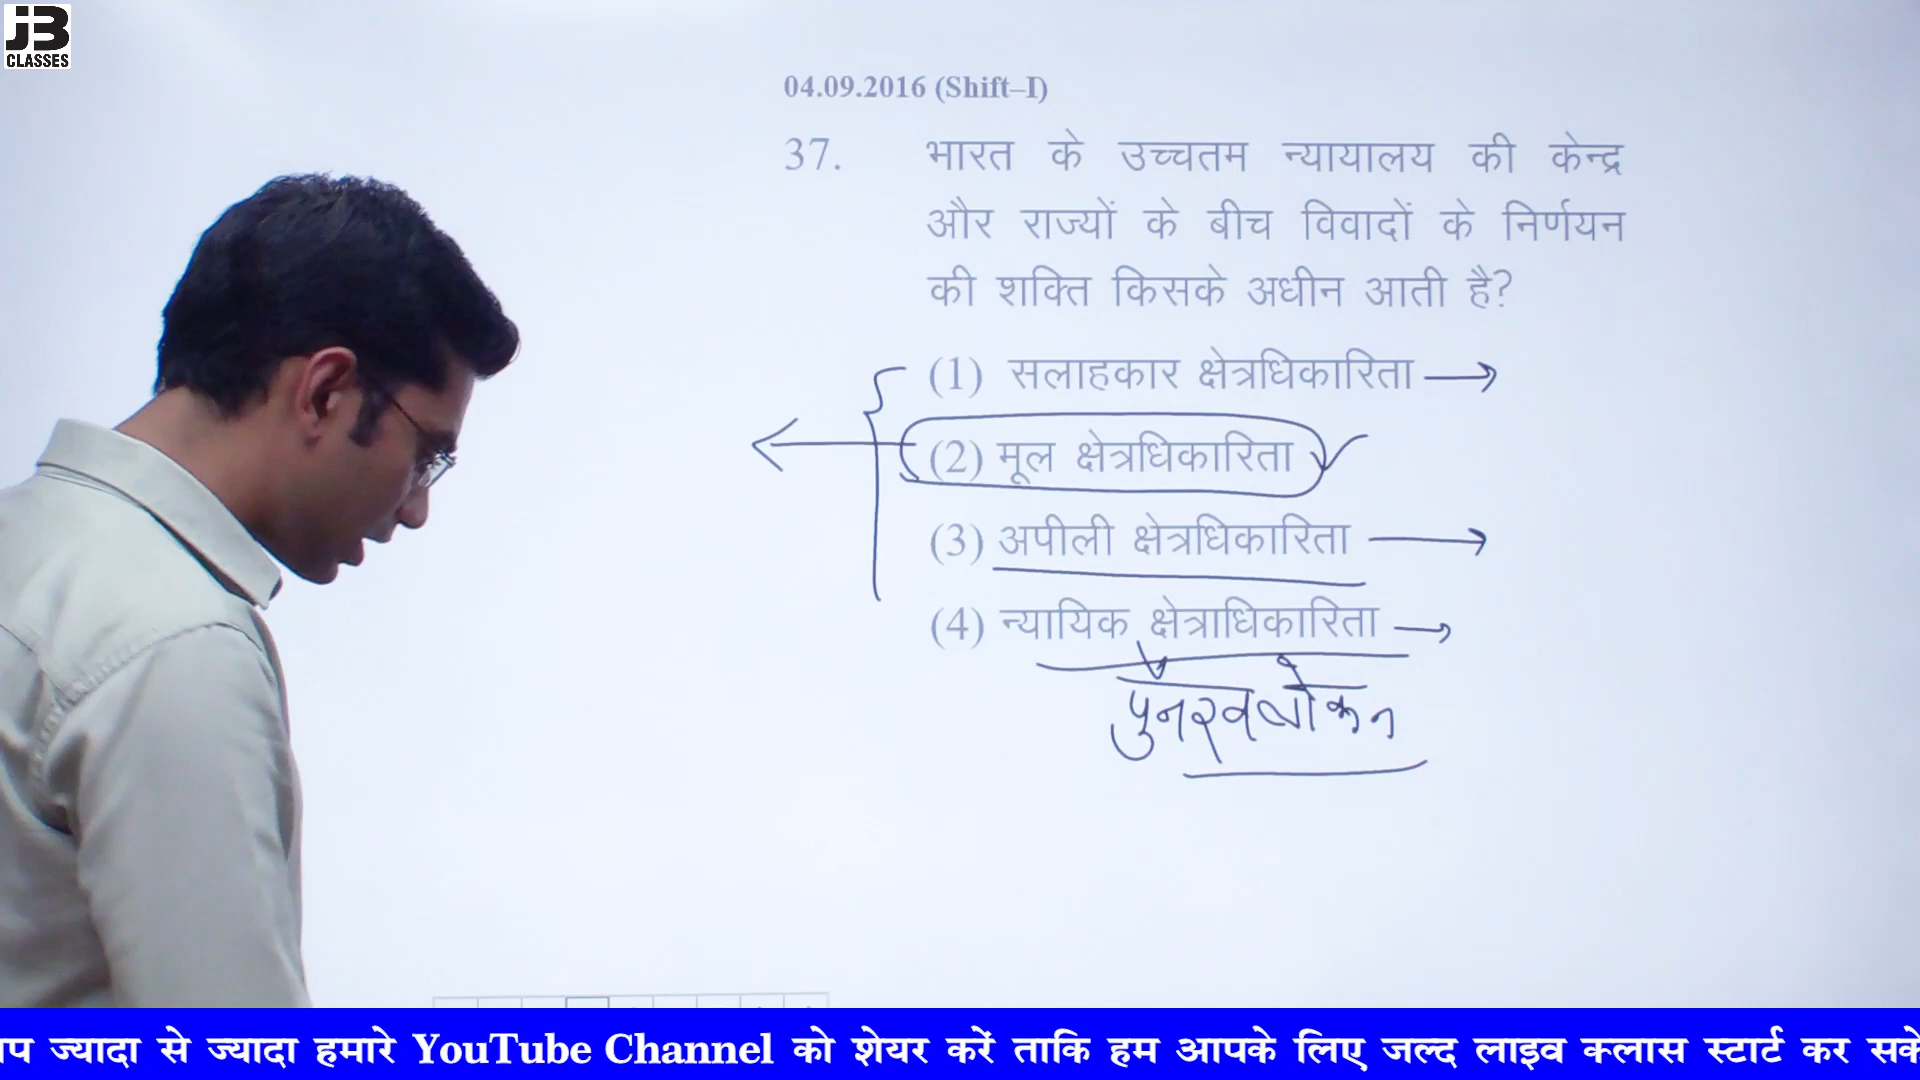 JB
CLASSES
04.09.2016 (Shift–I)
37. भारत के उच्चतम न्यायालय की केन्द्र
और राज्यों के बीच विवादों के निर्णयन
की शक्ति किसके अधीन आती है?
(1) सलाहकार क्षेत्रधिकारिता
(2) मूल क्षेत्रधिकारिता
(3) अपीली क्षेत्रधिकारिता
(4) न्यायिक क्षेत्राधिकारिता
पुनरवलोकन
ज्यादा से ज्यादा हमारे YouTube Channel को शेयर करें ताकि हम आपके लिए जल्द लाइव क्लास स्टार्ट कर